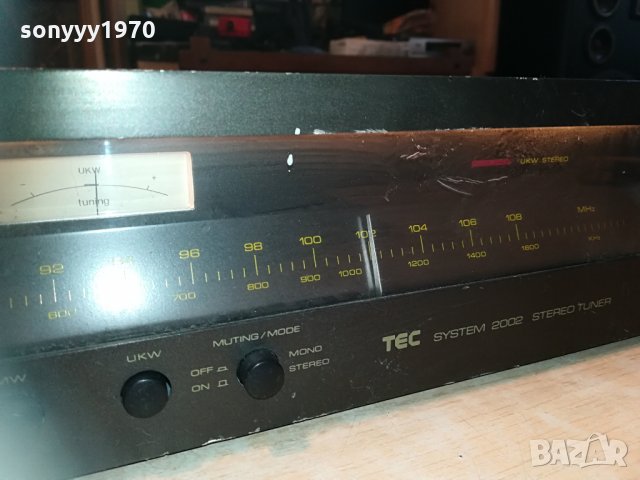 sonyyy1970
UKW
- +
tuning
UKW STEREO
92 96 98 100 102 104 106 108 MHz
600 700 800 900 1000 1200 1400 1600 KHz
MUTING/MODE
UKW
OFF
ON
MONO
STEREO
TEC SYSTEM 2002 STEREO TUNER
BAZAR